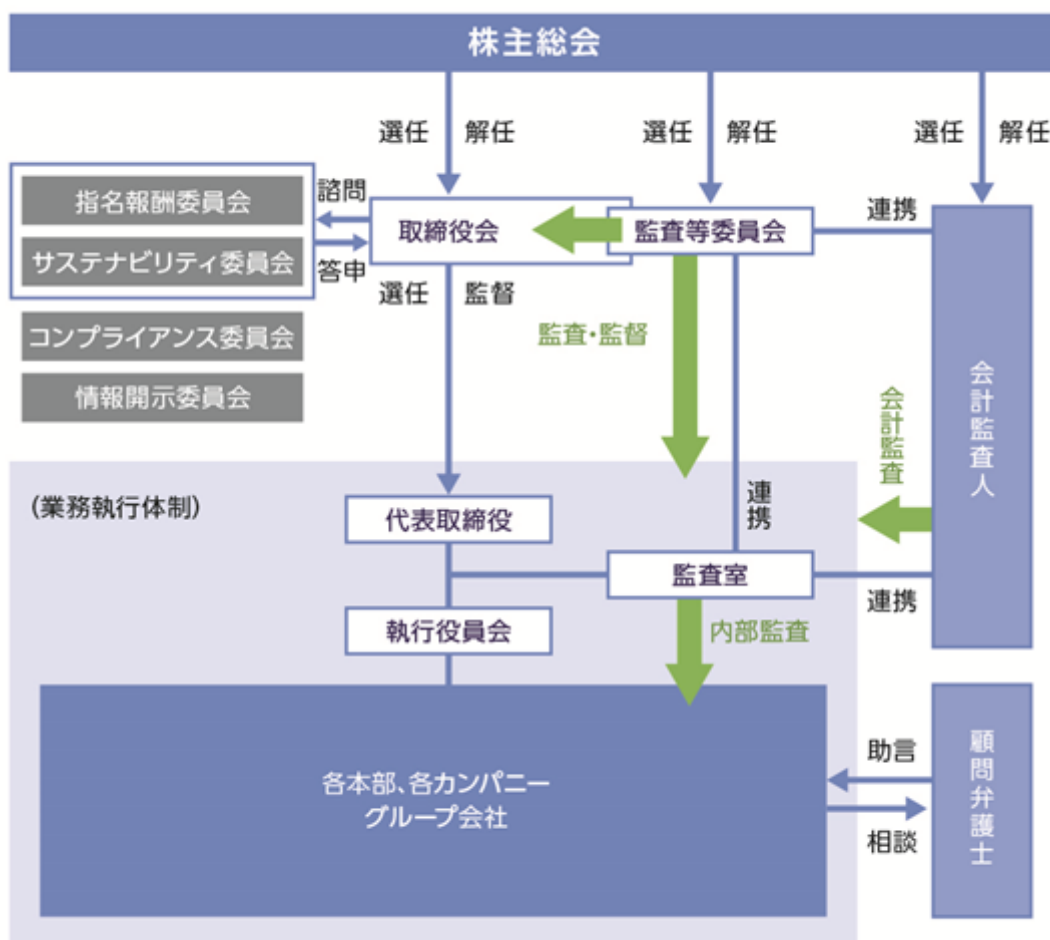 株主総会
選任 解任
選任 解任
選任 解任
指名報酬委員会
サステナビリティ委員会
諮問
答申
取締役会
監査等委員会
連携
選任 監督
コンプライアンス委員会
情報開示委員会
監査・監督
会計監査人
会計監査
(業務執行体制)
代表取締役
連携
監査室
連携
執行役員会
内部監査
各本部、各カンパニー
グループ会社
助言
相談
顧問弁護士